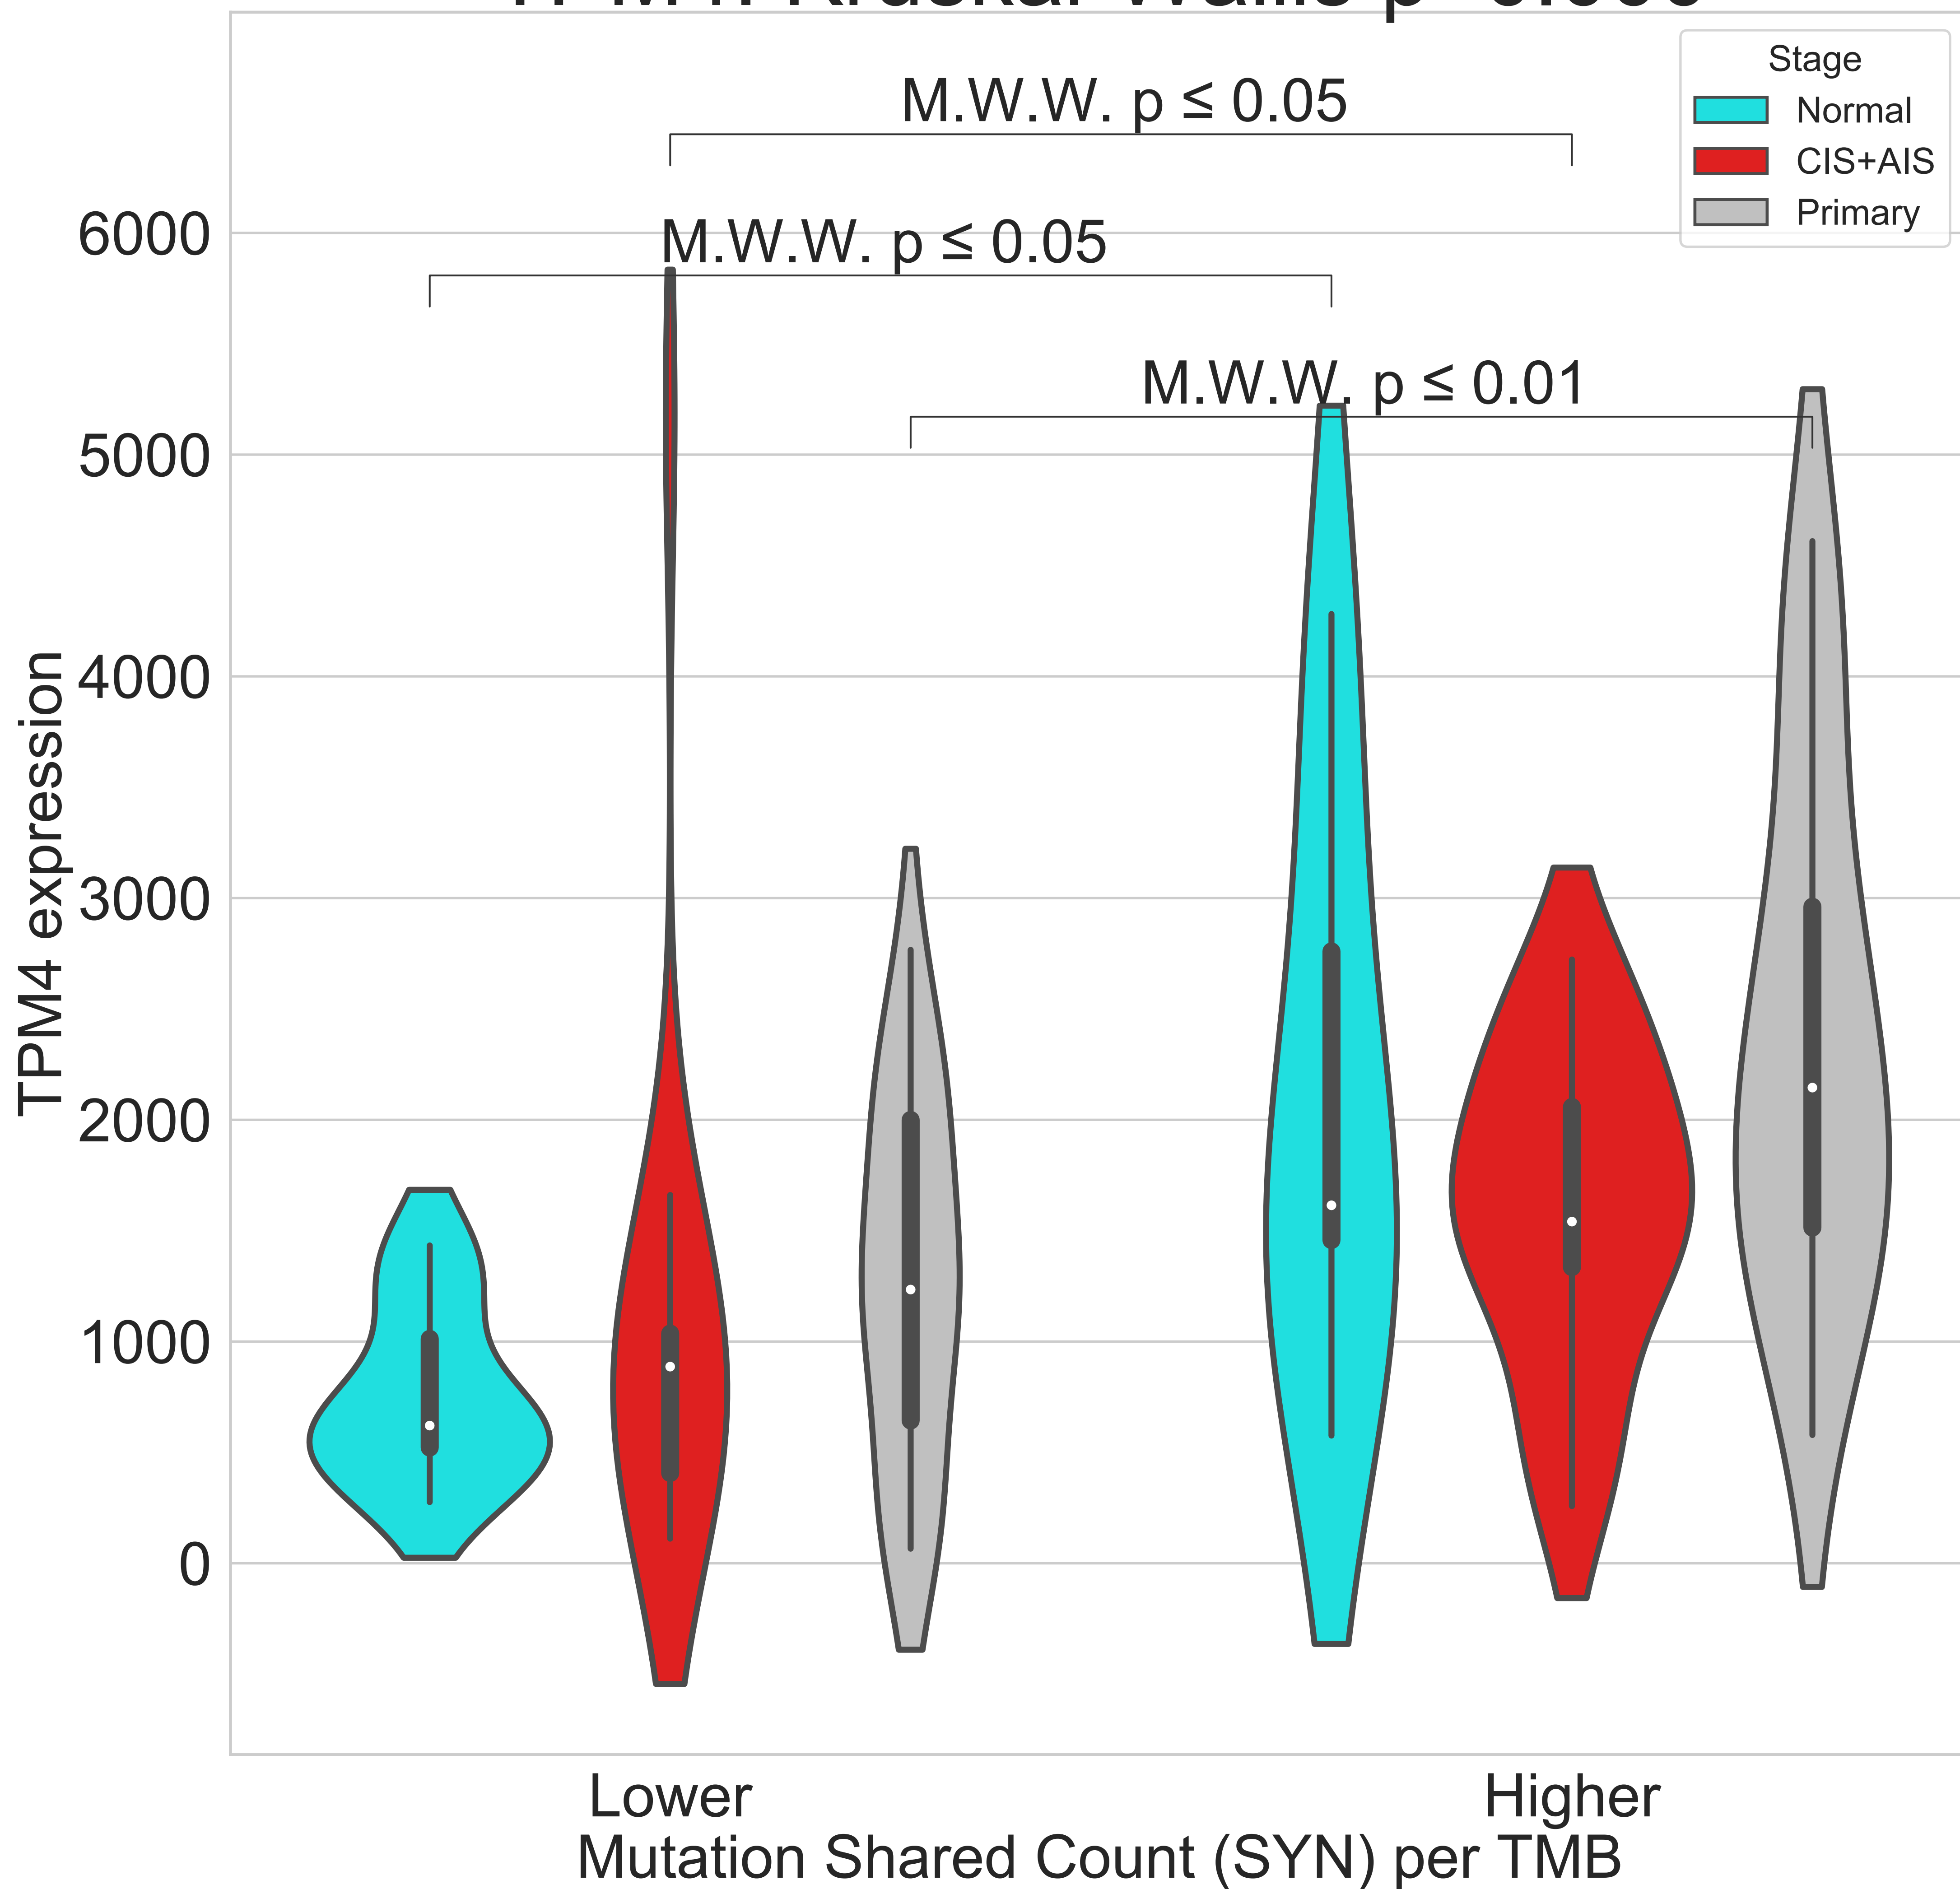 Stage
Normal
CIS+AIS
Primary
M.W.W. p ≤ 0.05
M.W.W. p ≤ 0.05
M.W.W. p ≤ 0.01
TPM4 expression
6000
5000
4000
3000
2000
1000
0
Lower
Higher
Mutation Shared Count (SYN) per TMB